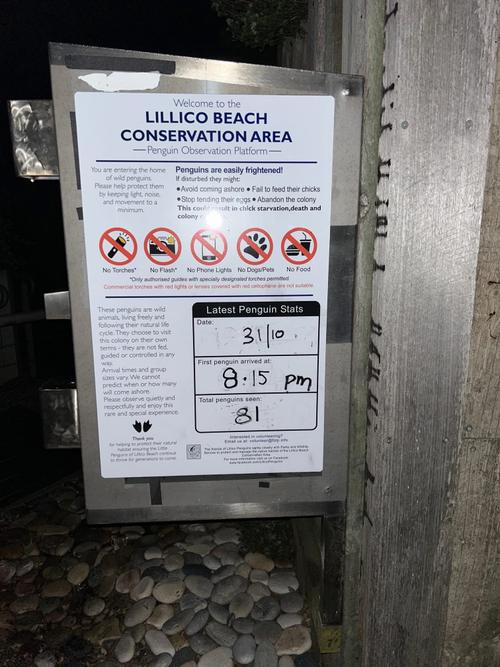 Welcome to the
LILLICO BEACH
CONSERVATION AREA
Penguin Observation Platform
You are entering the home
of wild penguins.
Please help protect them
by keeping light, noise,
and movement to a
minimum.
Penguins are easily frightened!
If disturbed they might:
•Avoid coming ashore • Fail to feed their chicks
•Stop tending their eggs • Abandon the colony
This could result in chick starvation,death and
colony
No Torches*
No Flash*
No Phone Lights
No Dogs/Pets
No Food
*Only authorised guides with specially designated torches permitted.
Commercial torches with red lights or lenses covered with red cellophane are not suitable.
These penguins are wild
animals, living freely and
following their natural life
cycle. They choose to visit
this colony on their own
terms - they are not fed,
guided or controlled in any
way.
Arrival times and group
sizes vary. We cannot
predict when or how many
will come ashore.
Please observe quietly and
respectfully and enjoy this
rare and special experience.
Thank you
for helping to protect their natural
habitat ensuring the Little
Penguins of Lillico Beach continue
to thrive for generations to come.
Latest Penguin Stats
Date:
31/10
First penguin arrived at:
8:15 pm
Total penguins seen:
81
Interested in volunteering?
Email us at: volunteer@folp.info